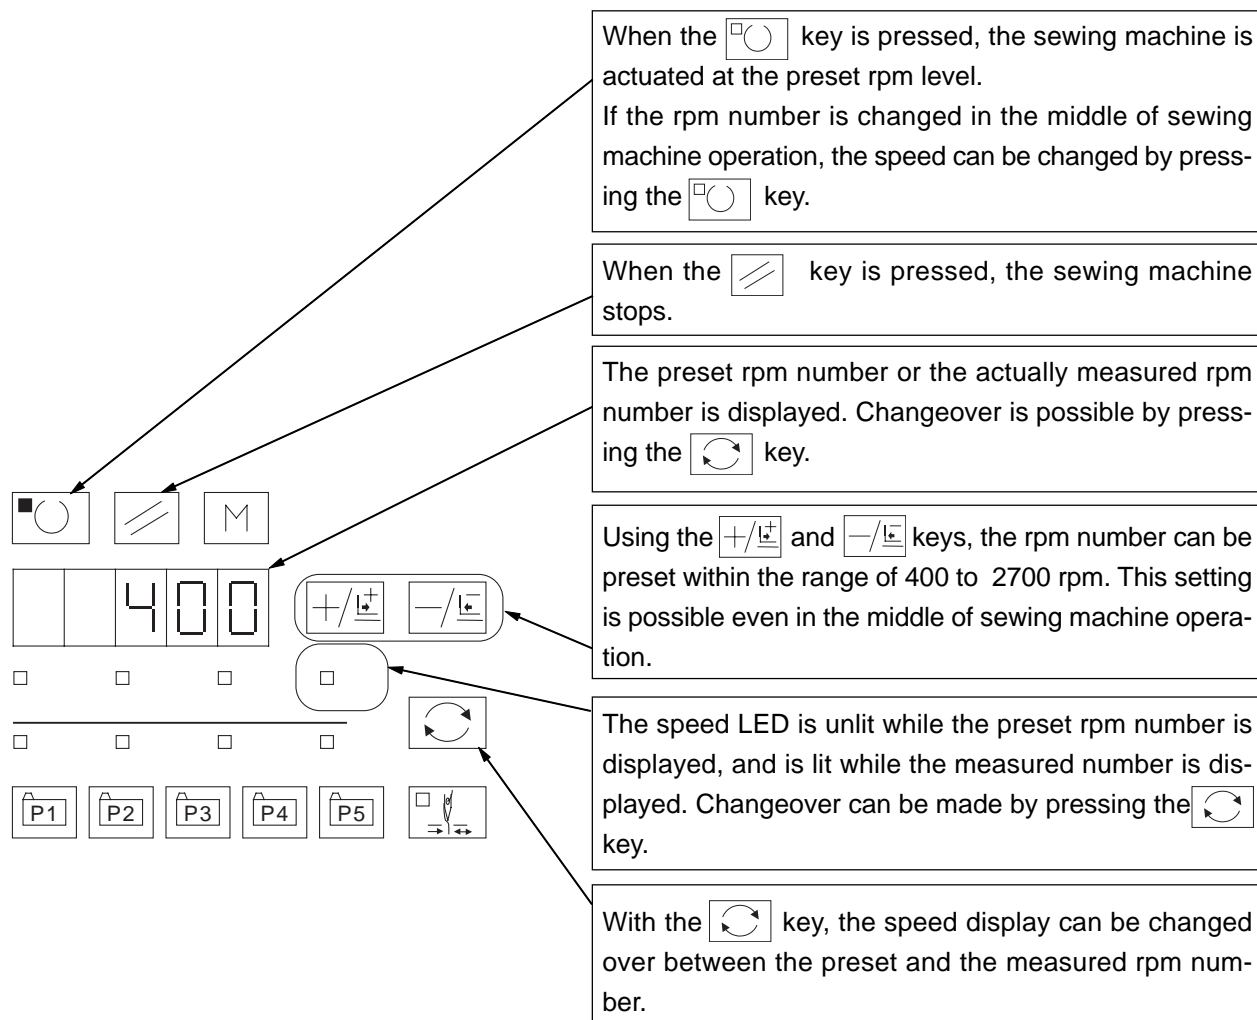 When the key is pressed, the sewing machine is
actuated at the preset rpm level.
If the rpm number is changed in the middle of sewing
machine operation, the speed can be changed by press-
ing the key.
When the key is pressed, the sewing machine
stops.
The preset rpm number or the actually measured rpm
number is displayed. Changeover is possible by press-
ing the key.
M
400
+/ -/
Using the +/ and -/ keys, the rpm number can be
preset within the range of 400 to 2700 rpm. This setting
is possible even in the middle of sewing machine opera-
tion.
The speed LED is unlit while the preset rpm number is
displayed, and is lit while the measured number is dis-
played. Changeover can be made by pressing the
key.
P1 P2 P3 P4 P5
With the key, the speed display can be changed
over between the preset and the measured rpm num-
ber.